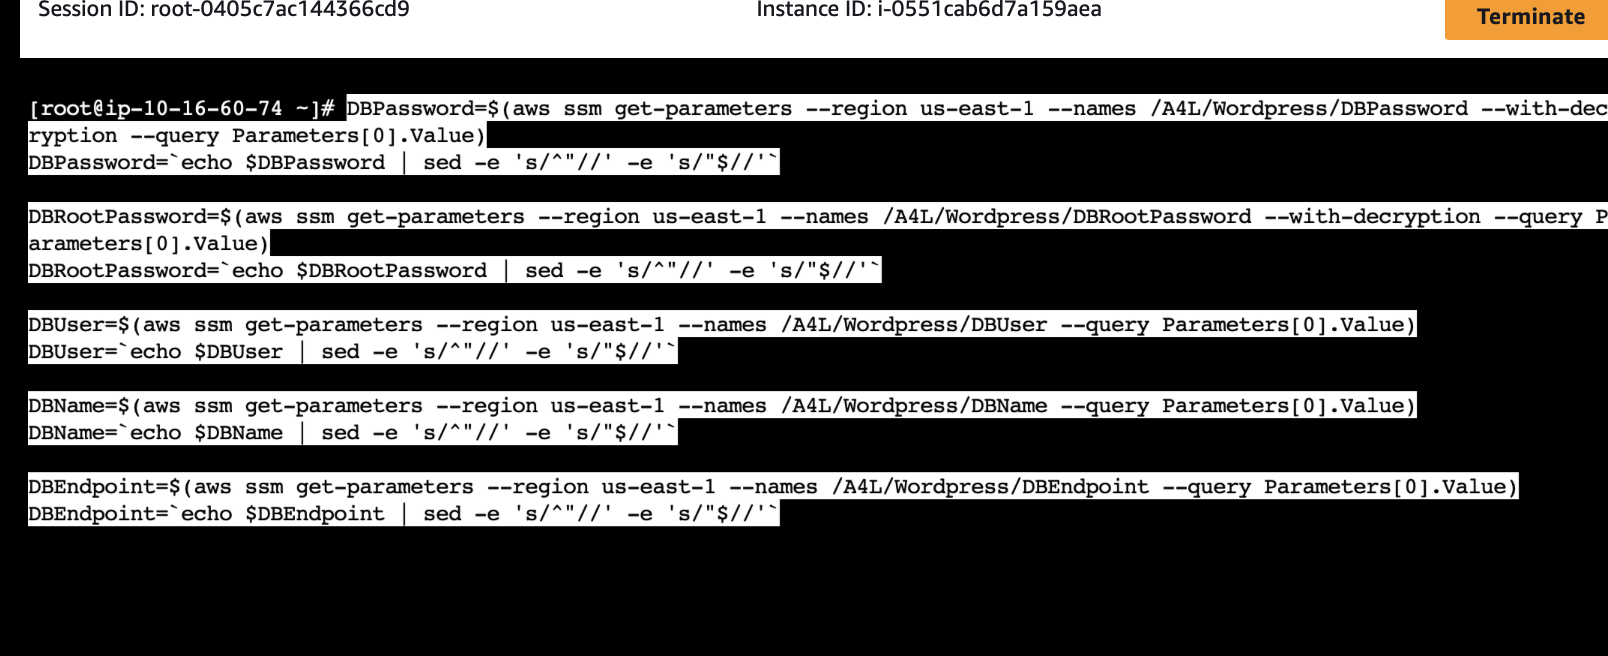 Session ID: root-0405c7ac144366cd9 Instance ID: i-0551cab6d7a159aea Terminate
[root@ip-10-16-60-74 ~]# DBPassword=$(aws ssm get-parameters --region us-east-1 --names /A4L/Wordpress/DBPassword --with-dec
ryption --query Parameters[0].Value)
DBPassword=`echo $DBPassword | sed -e 's/^"//' -e 's/"$//'`
DBRootPassword=$(aws ssm get-parameters --region us-east-1 --names /A4L/Wordpress/DBRootPassword --with-decryption --query P
arameters[0].Value)
DBRootPassword=`echo $DBRootPassword | sed -e 's/^"//' -e 's/"$//'`
DBUser=$(aws ssm get-parameters --region us-east-1 --names /A4L/Wordpress/DBUser --query Parameters[0].Value)
DBUser=`echo $DBUser | sed -e 's/^"//' -e 's/"$//'`
DBName=$(aws ssm get-parameters --region us-east-1 --names /A4L/Wordpress/DBName --query Parameters[0].Value)
DBName=`echo $DBName | sed -e 's/^"//' -e 's/"$//'`
DBEndpoint=$(aws ssm get-parameters --region us-east-1 --names /A4L/Wordpress/DBEndpoint --query Parameters[0].Value)
DBEndpoint=`echo $DBEndpoint | sed -e 's/^"//' -e 's/"$//'`